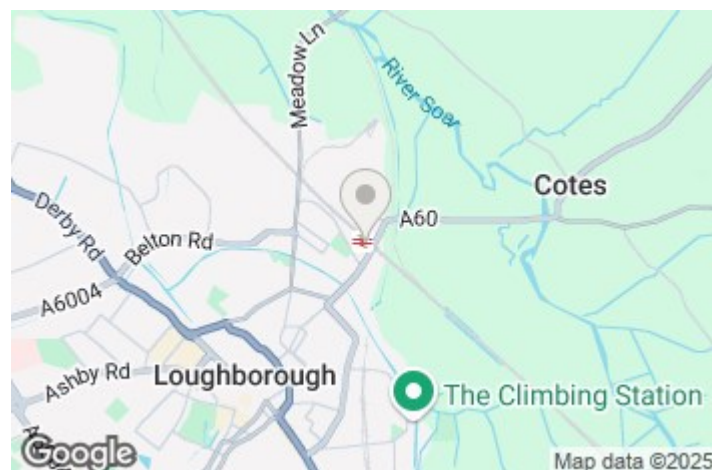 Meadow Ln
River Soar
Cotes
A60
Derby Rd
Belton Rd
A6004
Ashby Rd
Loughborough
The Climbing Station
Google
Map data ©2025